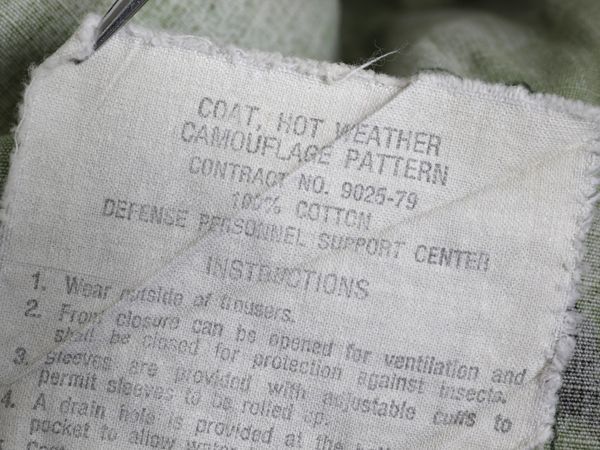 COAT, HOT WEATHER
CAMOUFLAGE PATTERN
CONTRACT NO. 9025-79
100% COTTON
DEFENSE PERSONNEL SUPPORT CENTER
INSTRUCTIONS
1. Wear outside of trousers.
2. From closure can be opened for ventilation and
shall be closed for protection against insects.
3. Sleeves are provided with adjustable cuffs to
permit sleeves to be rolled up.
4. A drain hole is provided at the
pocket to allow water